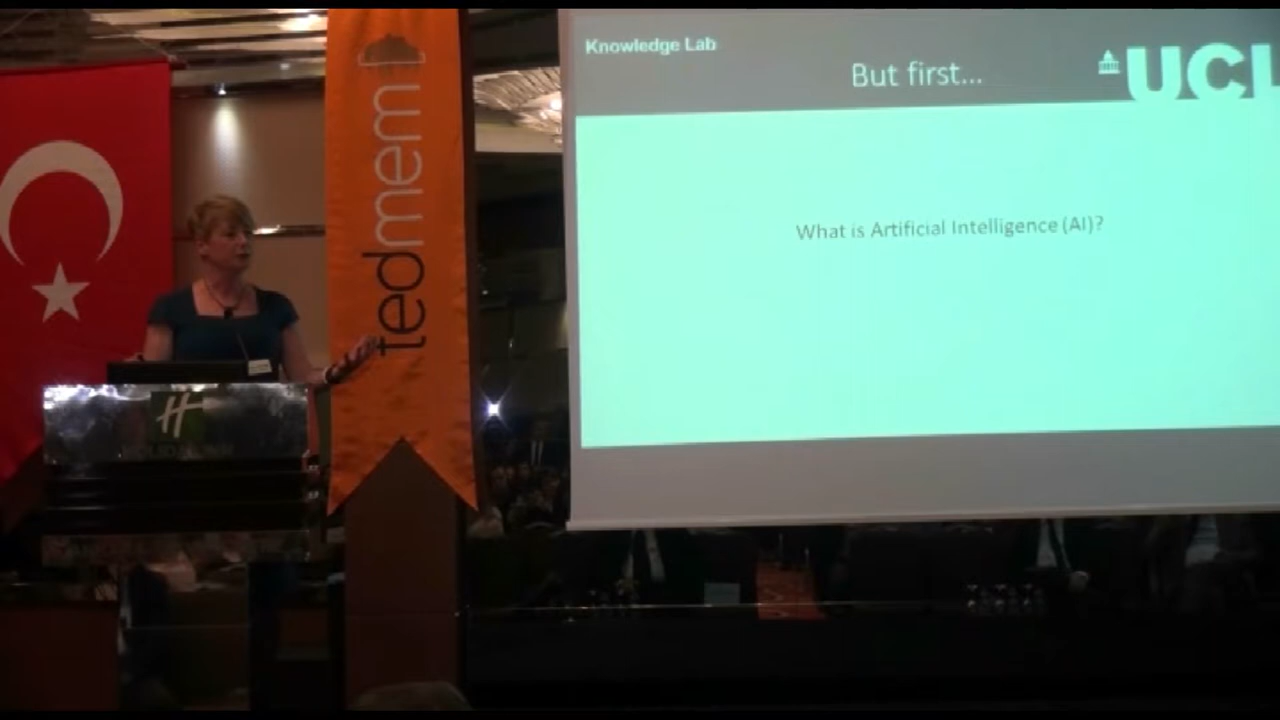 Knowledge Lab
But first...
UCL
What is Artificial Intelligence (AI)?
tedmem
H